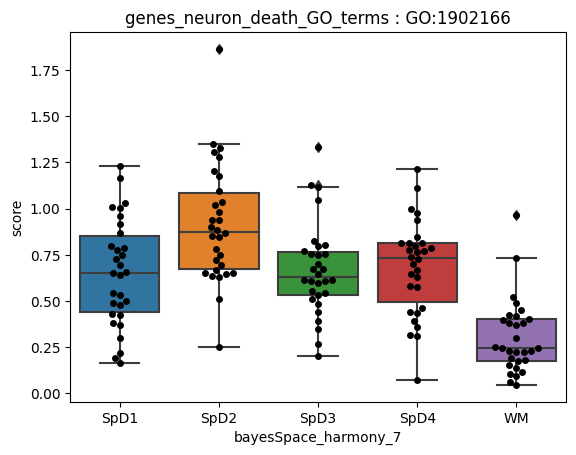 genes_neuron_death_GO_terms : GO:1902166
score
1.75
1.50
1.25
1.00
0.75
0.50
0.25
0.00
SpD1 SpD2 SpD3 SpD4 WM
bayesSpace_harmony_7